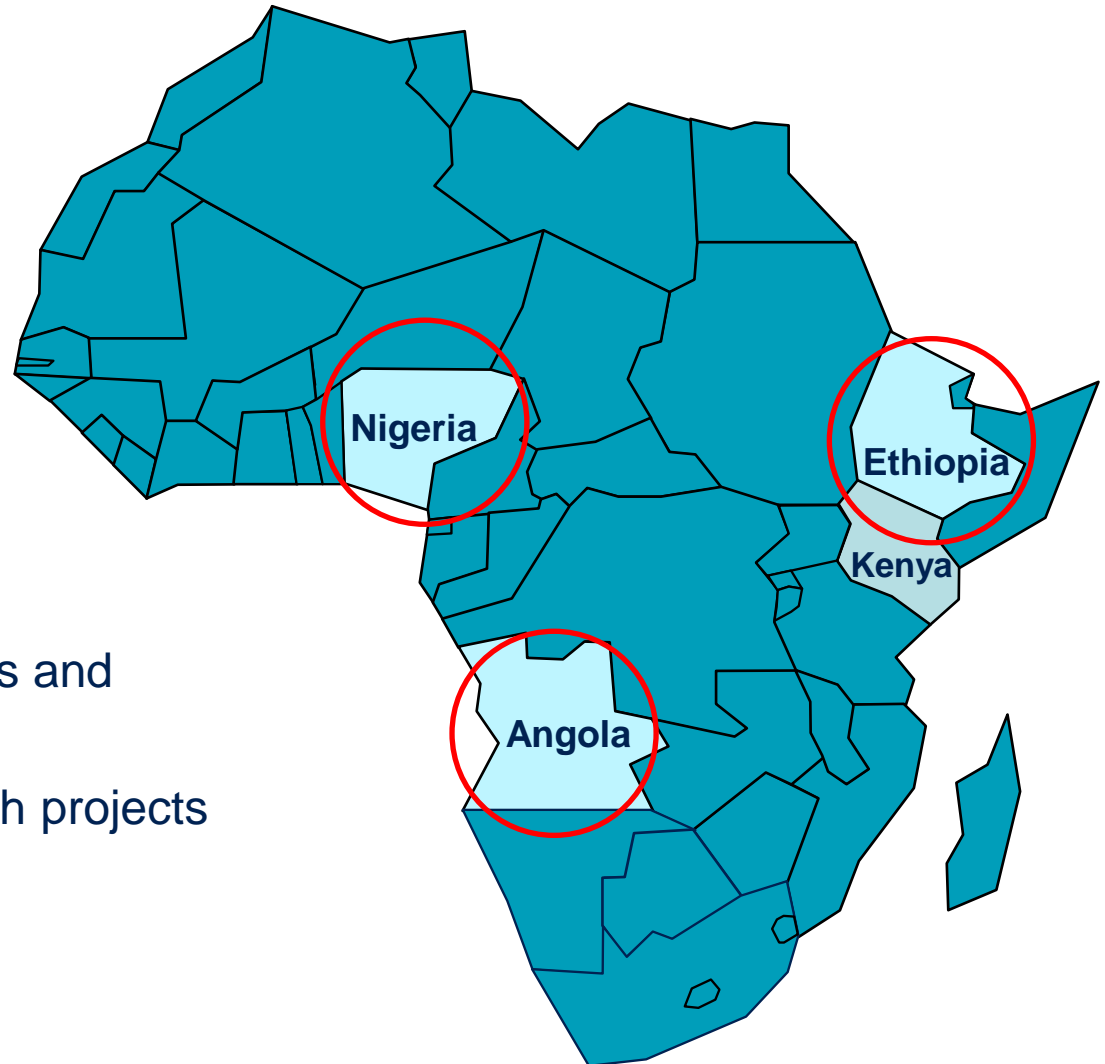 Nigeria
Ethiopia
Kenya
s and
Angola
h projects